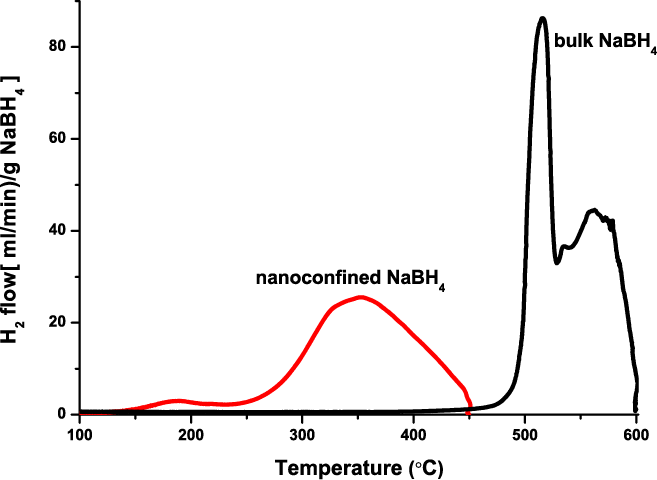 bulk NaBH4
nanoconfined NaBH4
H2 flow[ ml/min)/g NaBH4 ]
80
60
40
20
0
100 200 300 400 500 600
Temperature (°C)